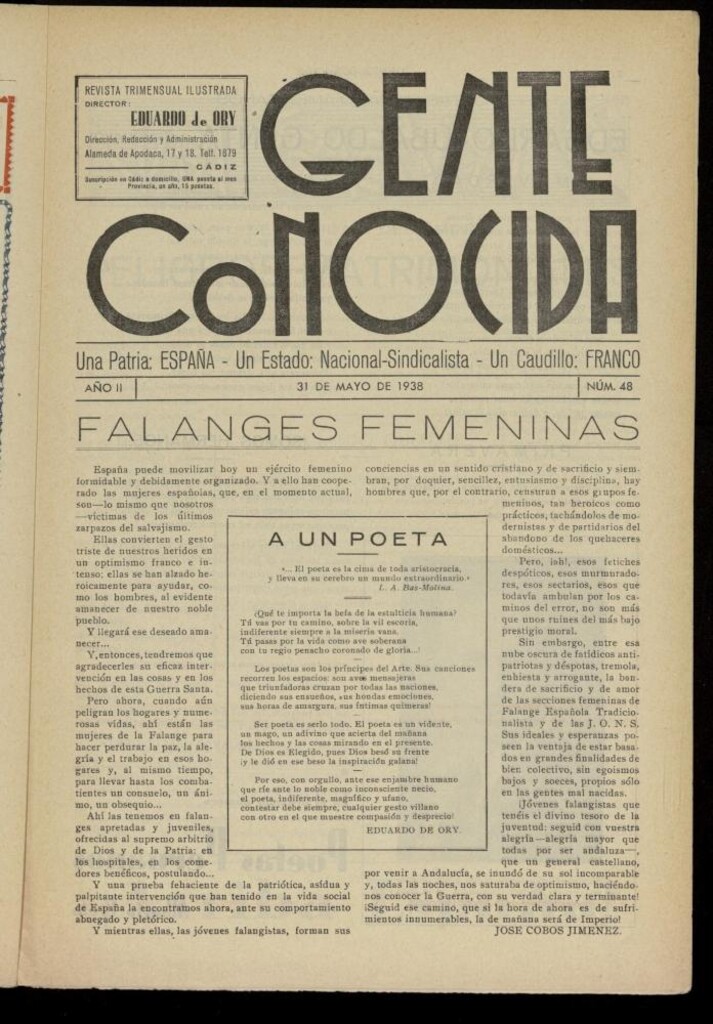 REVISTA TRIMENSUAL ILUSTRADA
DIRECTOR:
EDUARDO de ORY
Dirección, Redacción y Administración
Alameda de Apodaca, 17 y 18. Telf. 1879
CÁDIZ
Suscripción en Cádiz a domicilio, UNA peseta al mes
Provincia, un año, 15 pesetas.
GENTE
CONOCIDA
Una Patria: ESPAÑA - Un Estado: Nacional-Sindicalista - Un Caudillo: FRANCO
AÑO II
31 DE MAYO DE 1938
NÚM. 48
FALANGES FEMENINAS
España puede movilizar hoy un ejército femenino
formidable y debidamente organizado. Y a ello han coope-
rado las mujeres españolas, que, en el momento actual,
son—lo mismo que nosotros
—víctimas de los últimos
zarpazos del salvajismo.
Ellas convierten el gesto
triste de nuestros heridos en
un optimismo franco e in-
tenso; ellas se han alzado he-
roicamente para ayudar, co-
mo los hombres, al evidente
amanecer de nuestro noble
pueblo.
Y llegará ese deseado ama-
necer...
Y, entonces, tendremos que
agradecerles su eficaz inter-
vención en las cosas y en los
hechos de esta Guerra Santa.
Pero ahora, cuando aún
peligran los hogares y nume-
rosas vidas, ahí están las
mujeres de la Falange para
hacer perdurar la paz, la ale-
gría y el trabajo en esos ho-
gares y, al mismo tiempo,
para llevar hasta los comba-
tientes un consuelo, un áni-
mo, un obsequio...
Ahí las tenemos en falan-
ges apretadas y juveniles,
ofrecidas al supremo arbitrio
de Dios y de la Patria: en
los hospitales, en los come-
dores benéficos, postulando...
Y una prueba fehaciente de la patriótica, asídua y
palpitante intervención que han tenido en la vida social
de España la encontramos ahora, ante su comportamiento
abnegado y pletórico.
Y mientras ellas, las jóvenes falangistas, forman sus
conciencias en un sentido cristiano y de sacrificio y siem-
bran, por doquier, sencillez, entusiasmo y disciplina, hay
hombres que, por el contrario, censuran a esos grupos fe-
meninos, tan heroicos como
prácticos, tachándolos de mo-
dernistas y de partidarios del
abandono de los quehaceres
domésticos...
Pero, ¡ah!, esos fetiches
despóticos, esos murmurado-
res, esos sectarios, esos que
todavía ambulan por los ca-
minos del error, no son más
que unos ruines del más bajo
prestigio moral.
Sin embargo, entre esa
nube oscura de fatídicos anti-
patriotas y déspotas, tremola,
enhiesta y arrogante, la ban-
dera de sacrificio y de amor
de las secciones femeninas de
Falange Española Tradicio-
nalista y de las J. O. N. S.
Sus ideales y esperanzas po-
seen la ventaja de estar basa-
dos en grandes finalidades de
bien colectivo, sin egoismos
bajos y soeces, propios sólo
en las gentes mal nacidas.
¡Jóvenes falangistas que
tenéis el divino tesoro de la
juventud: seguid con vuestra
alegría—alegría mayor que
todas por ser andaluza—,
que un general castellano,
por venir a Andalucía, se inundó de su sol incomparable
y, todas las noches, nos saturaba de optimismo, haciéndo-
nos conocer la Guerra, con su verdad clara y terminante!
¡Seguid ese camino, que si la hora de ahora es de sufri-
mientos innumerables, la de mañana será de Imperio!
JOSE COBOS JIMENEZ.
A UN POETA
«... El poeta es la cima de toda aristocracia,
y lleva en su cerebro un mundo extraordinario.»
L. A. Baz-Molina.
¿Qué te importa la befa de la estulticia humana?
Tú vas por tu camino, sobre la vil escoria,
indiferente siempre a la miseria vana.
Tú pasas por la vida como ave soberana
con tu regio penacho coronado de gloria...!
Los poetas son los príncipes del Arte. Sus canciones
recorren los espacios: son aves mensajeras
que triunfadoras cruzan por todas las naciones,
diciendo sus ensueños, sus hondas emociones,
sus horas de amargura, sus íntimas quimeras!
Ser poeta es serlo todo. El poeta es un vidente,
un mago, un adivino que acierta del mañana
los hechos y las cosas mirando en el presente.
De Dios es Elegido, pues Dios besó su frente
¡y le dió en ese beso la inspiración galana!
Por eso, con orgullo, ante ese enjambre humano
que ríe ante lo noble como inconsciente necio,
el poeta, indiferente, magnífico y ufano,
contestar debe siempre, cualquier gesto villano
con otro en el que muestre compasión y desprecio!
EDUARDO DE ORY.